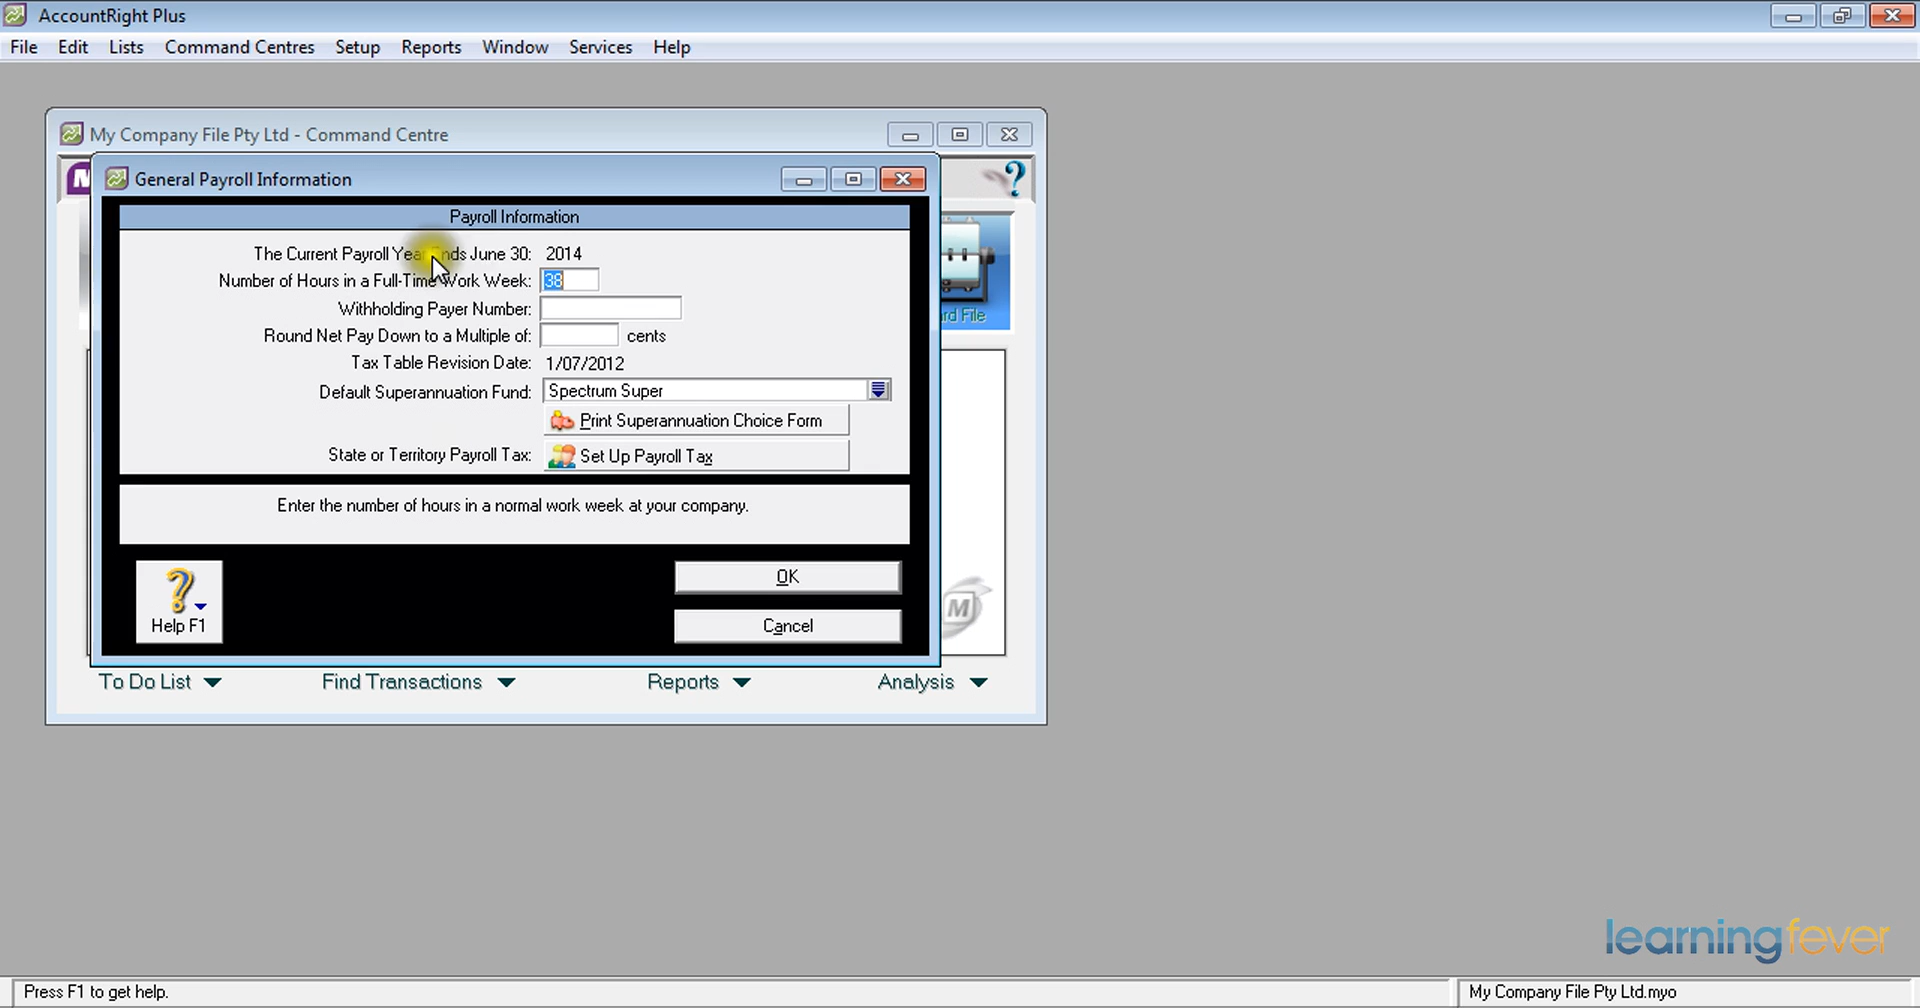 AccountRight Plus
File Edit Lists Command Centres Setup Reports Window Services Help
My Company File Pty Ltd - Command Centre
General Payroll Information
Payroll Information
The Current Payroll Year Ends June 30: 2014
Number of Hours in a Full-Time Work Week: 38
Withholding Payer Number:
Round Net Pay Down to a Multiple of: cents
Tax Table Revision Date: 1/07/2012
Default Superannuation Fund: Spectrum Super
Print Superannuation Choice Form
State or Territory Payroll Tax: Set Up Payroll Tax
Enter the number of hours in a normal work week at your company.
OK
Help F1
Cancel
File
M
To Do List Find Transactions Reports Analysis
learningfever
Press F1 to get help. My Company File Pty Ltd.myo